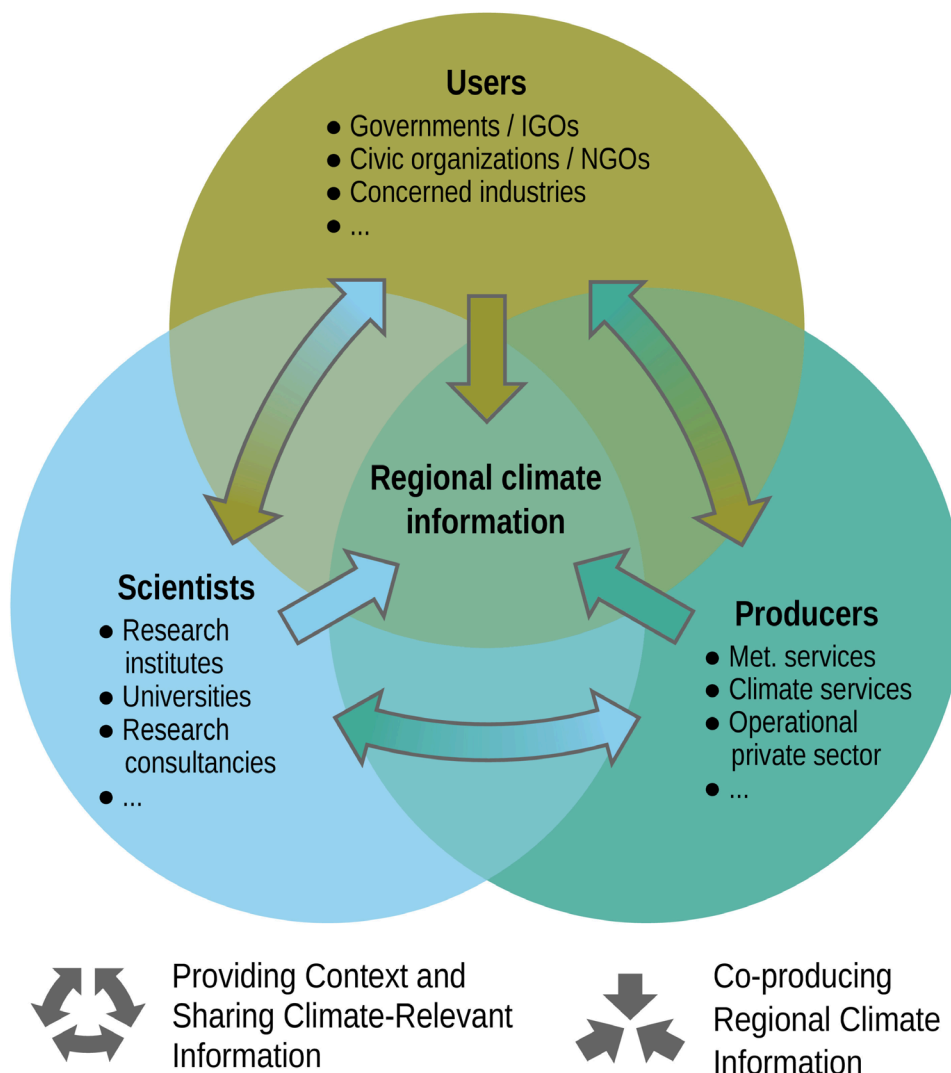 Users
● Governments / IGOs
● Civic organizations / NGOs
● Concerned industries
● ...
Regional climate
information
Scientists
● Research
institutes
● Universities
● Research
consultancies
● ...
Producers
● Met. services
● Climate services
● Operational
private sector
● ...
Providing Context and
Sharing Climate-Relevant
Information
Co-producing
Regional Climate
Information